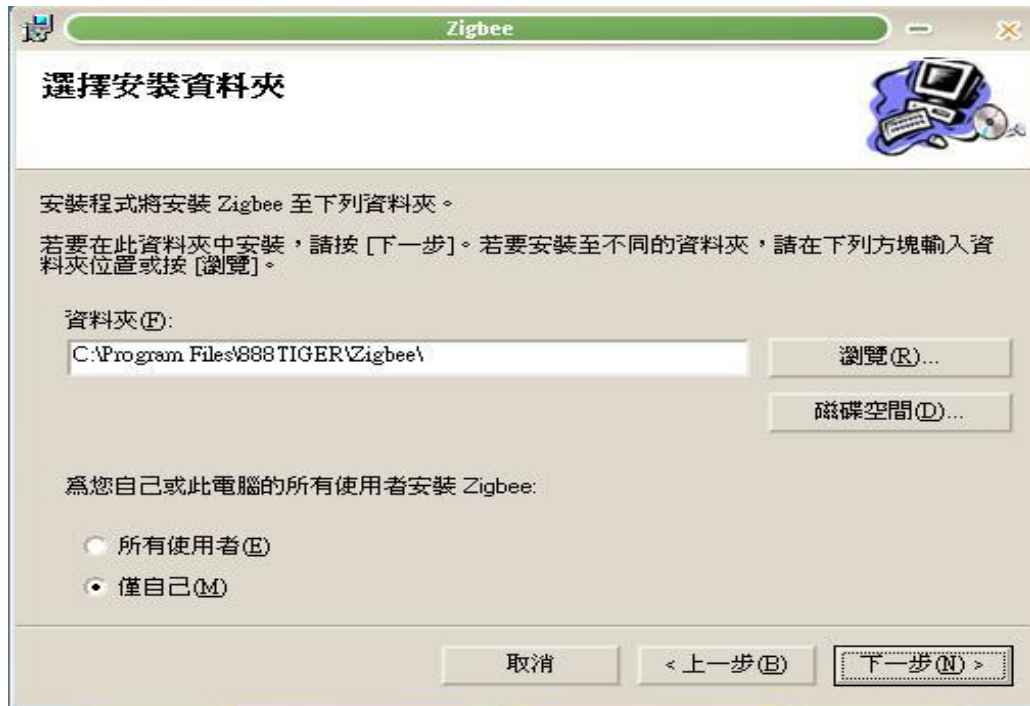 Zigbee
選擇安裝資料夾
安裝程式將安裝 Zigbee 至下列資料夾。
若要在此資料夾中安裝，請按 [下一步]。若要安裝至不同的資料夾，請在下列方塊輸入資
料夾位置或按 [瀏覽]。
資料夾(F):
C:\Program Files\888TIGER\Zigbee\
瀏覽(R)...
磁碟空間(D)...
爲您自己或此電腦的所有使用者安裝 Zigbee:
所有使用者(E)
僅自己(M)
取消
<上一步(B)
下一步(N) >